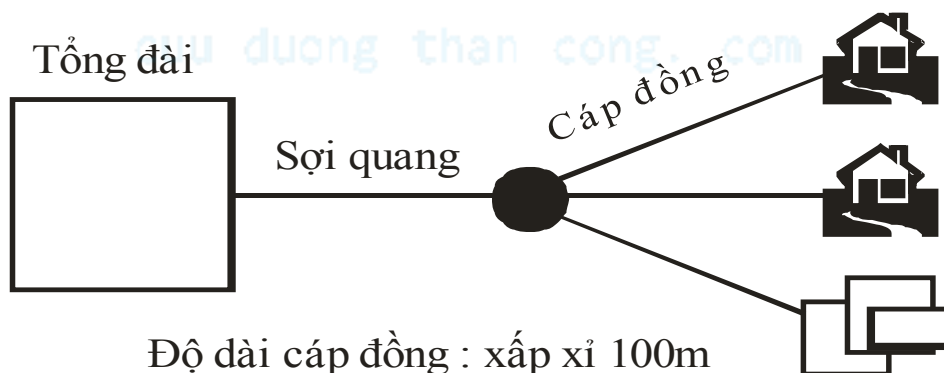 cuu duong than cong. com
Tổng đài
Cáp đồng
Sợi quang
Độ dài cáp đồng : xấp xỉ 100m